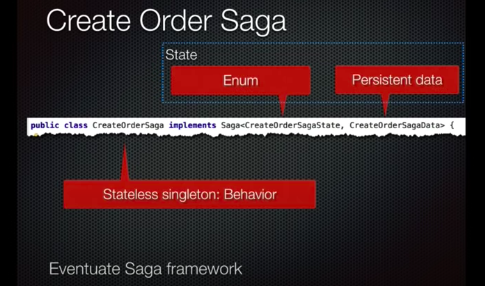 Create Order Saga
State
Enum
Persistent data
public class CreateOrderSaga implements Saga<CreateOrderSagaState, CreateOrderSagaData> {
Stateless singleton: Behavior
Eventuate Saga framework